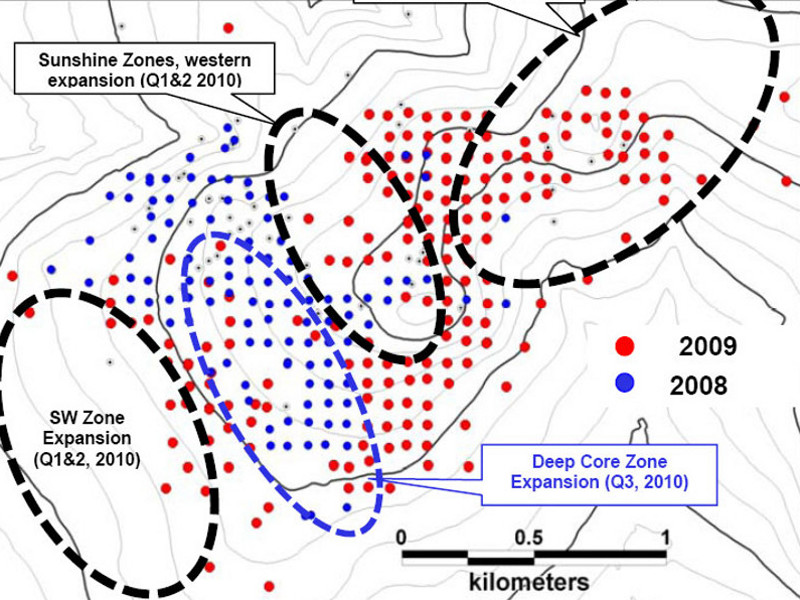 Sunshine Zones, western
expansion (Q1&2 2010)
2009
2008
SW Zone
Expansion
(Q1&2, 2010)
Deep Core Zone
Expansion (Q3, 2010)
0 0.5 1
kilometers